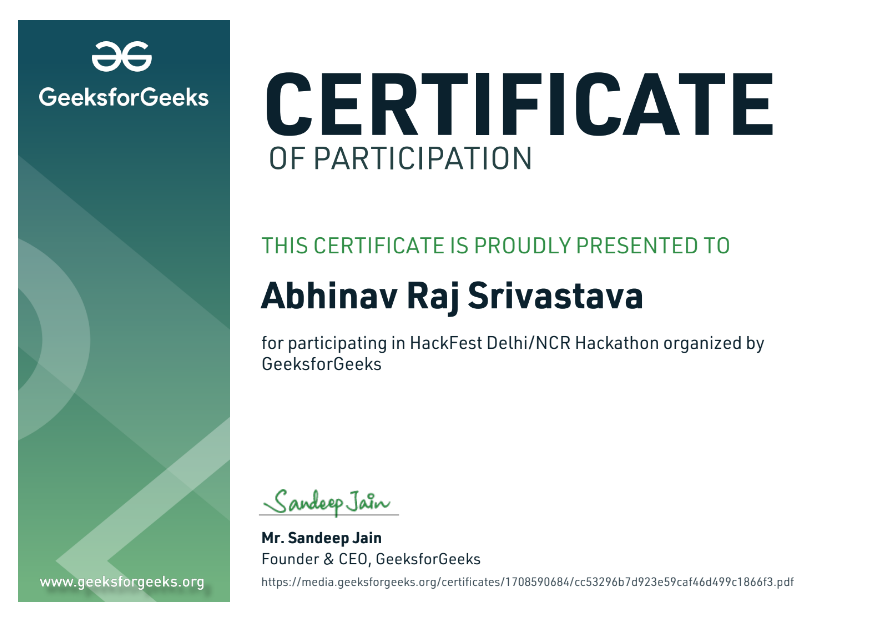 GeeksforGeeks
CERTIFICATE
OF PARTICIPATION
THIS CERTIFICATE IS PROUDLY PRESENTED TO
Abhinav Raj Srivastava
for participating in HackFest Delhi/NCR Hackathon organized by
GeeksforGeeks
Sandeep Jain
Mr. Sandeep Jain
Founder & CEO, GeeksforGeeks
https://media.geeksforgeeks.org/certificates/1708590684/cc53296b7d923e59caf46d499c1866f3.pdf
www.geeksforgeeks.org